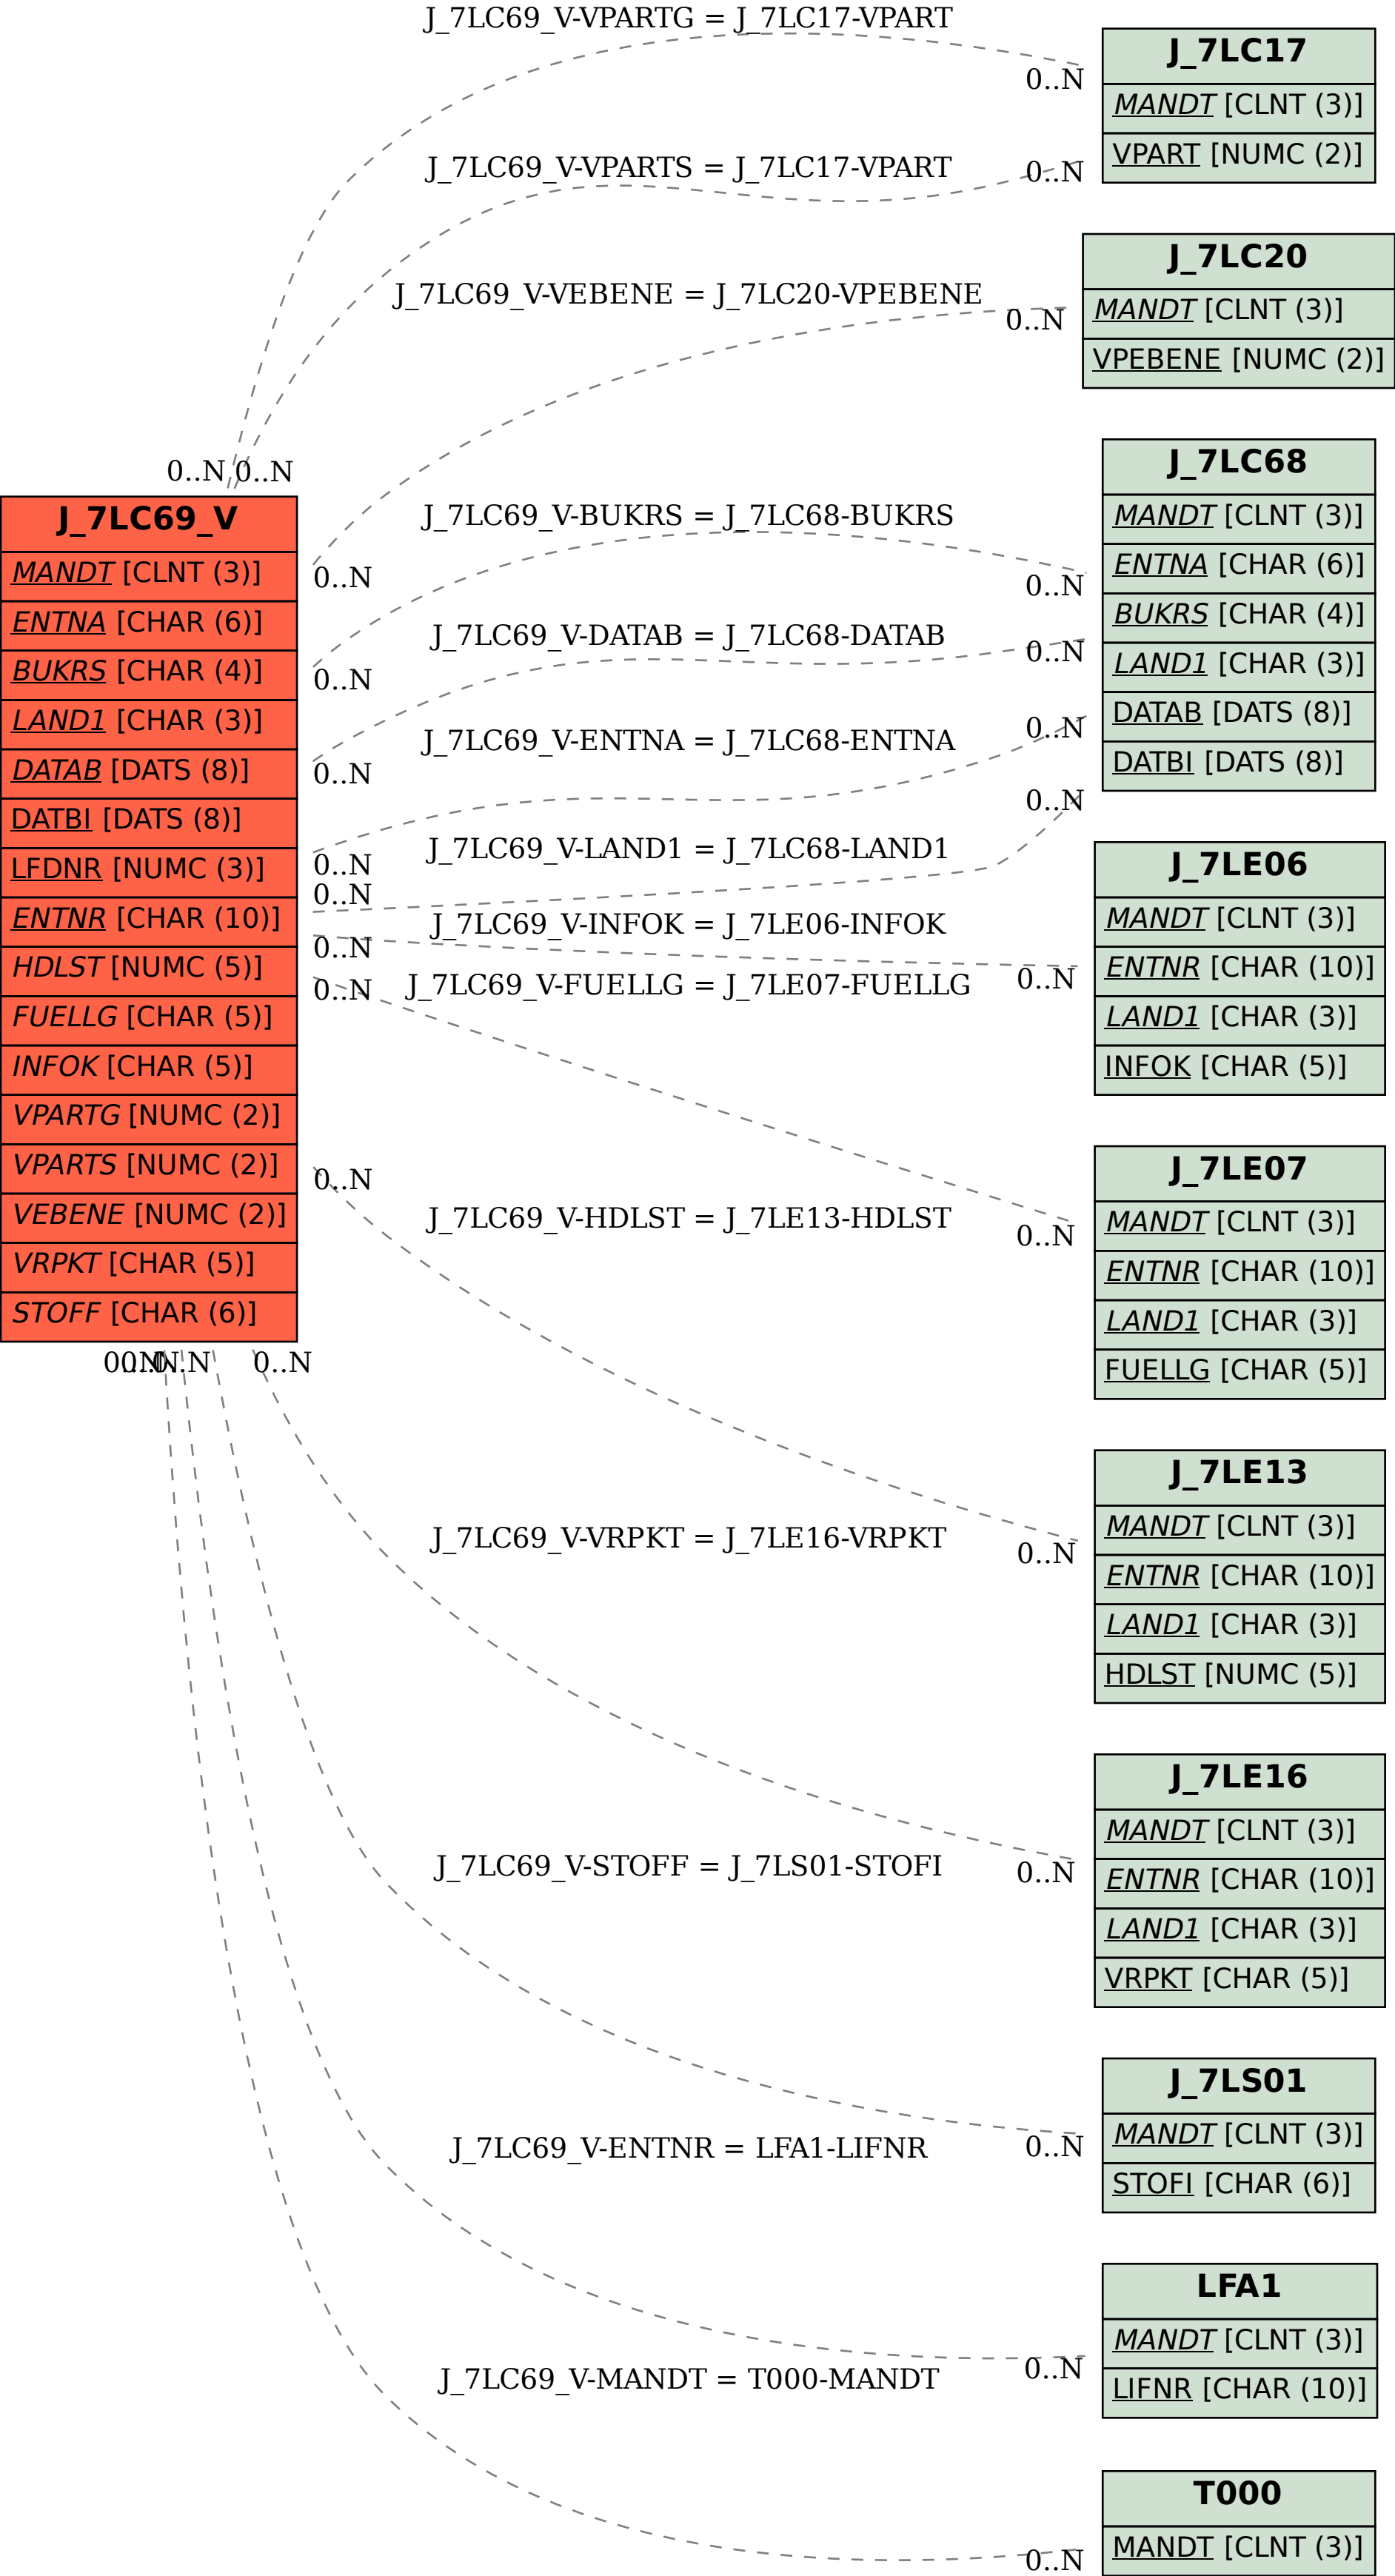 J_7LC69_V-VPARTG = J_7LC17-VPART
0..N
J_7LC17
MANDT [CLNT (3)]
VPART [NUMC (2)]
J_7LC69_V-VPARTS = J_7LC17-VPART
0..N
J_7LC20
MANDT [CLNT (3)]
VPEBENE [NUMC (2)]
J_7LC69_V-VEBENE = J_7LC20-VPEBENE
0..N
0..N
0..N
J_7LC69_V
MANDT [CLNT (3)]
ENTNA [CHAR (6)]
BUKRS [CHAR (4)]
LAND1 [CHAR (3)]
DATAB [DATS (8)]
DATBI [DATS (8)]
LFDNR [NUMC (3)]
ENTNR [CHAR (10)]
HDLST [NUMC (5)]
FUELLG [CHAR (5)]
INFOK [CHAR (5)]
VPARTG [NUMC (2)]
VPARTS [NUMC (2)]
VEBENE [NUMC (2)]
VRPKT [CHAR (5)]
STOFF [CHAR (6)]
0..N
0..N
0..N
0..N
0..N
0..N
0..N
0..N
0..N
0..N
0..N
0..N
J_7LC69_V-BUKRS = J_7LC68-BUKRS
0..N
J_7LC69_V-DATAB = J_7LC68-DATAB
0..N
J_7LC69_V-ENTNA = J_7LC68-ENTNA
0..N
J_7LC69_V-LAND1 = J_7LC68-LAND1
0..N
J_7LC68
MANDT [CLNT (3)]
ENTNA [CHAR (6)]
BUKRS [CHAR (4)]
LAND1 [CHAR (3)]
DATAB [DATS (8)]
DATBI [DATS (8)]
J_7LC69_V-INFOK = J_7LE06-INFOK
0..N
J_7LE06
MANDT [CLNT (3)]
ENTNR [CHAR (10)]
LAND1 [CHAR (3)]
INFOK [CHAR (5)]
J_7LC69_V-FUELLG = J_7LE07-FUELLG
0..N
J_7LE07
MANDT [CLNT (3)]
ENTNR [CHAR (10)]
LAND1 [CHAR (3)]
FUELLG [CHAR (5)]
J_7LC69_V-HDLST = J_7LE13-HDLST
0..N
J_7LE13
MANDT [CLNT (3)]
ENTNR [CHAR (10)]
LAND1 [CHAR (3)]
HDLST [NUMC (5)]
J_7LC69_V-VRPKT = J_7LE16-VRPKT
0..N
J_7LE16
MANDT [CLNT (3)]
ENTNR [CHAR (10)]
LAND1 [CHAR (3)]
VRPKT [CHAR (5)]
J_7LC69_V-STOFF = J_7LS01-STOFI
0..N
J_7LS01
MANDT [CLNT (3)]
STOFI [CHAR (6)]
J_7LC69_V-ENTNR = LFA1-LIFNR
0..N
LFA1
MANDT [CLNT (3)]
LIFNR [CHAR (10)]
J_7LC69_V-MANDT = T000-MANDT
0..N
T000
MANDT [CLNT (3)]